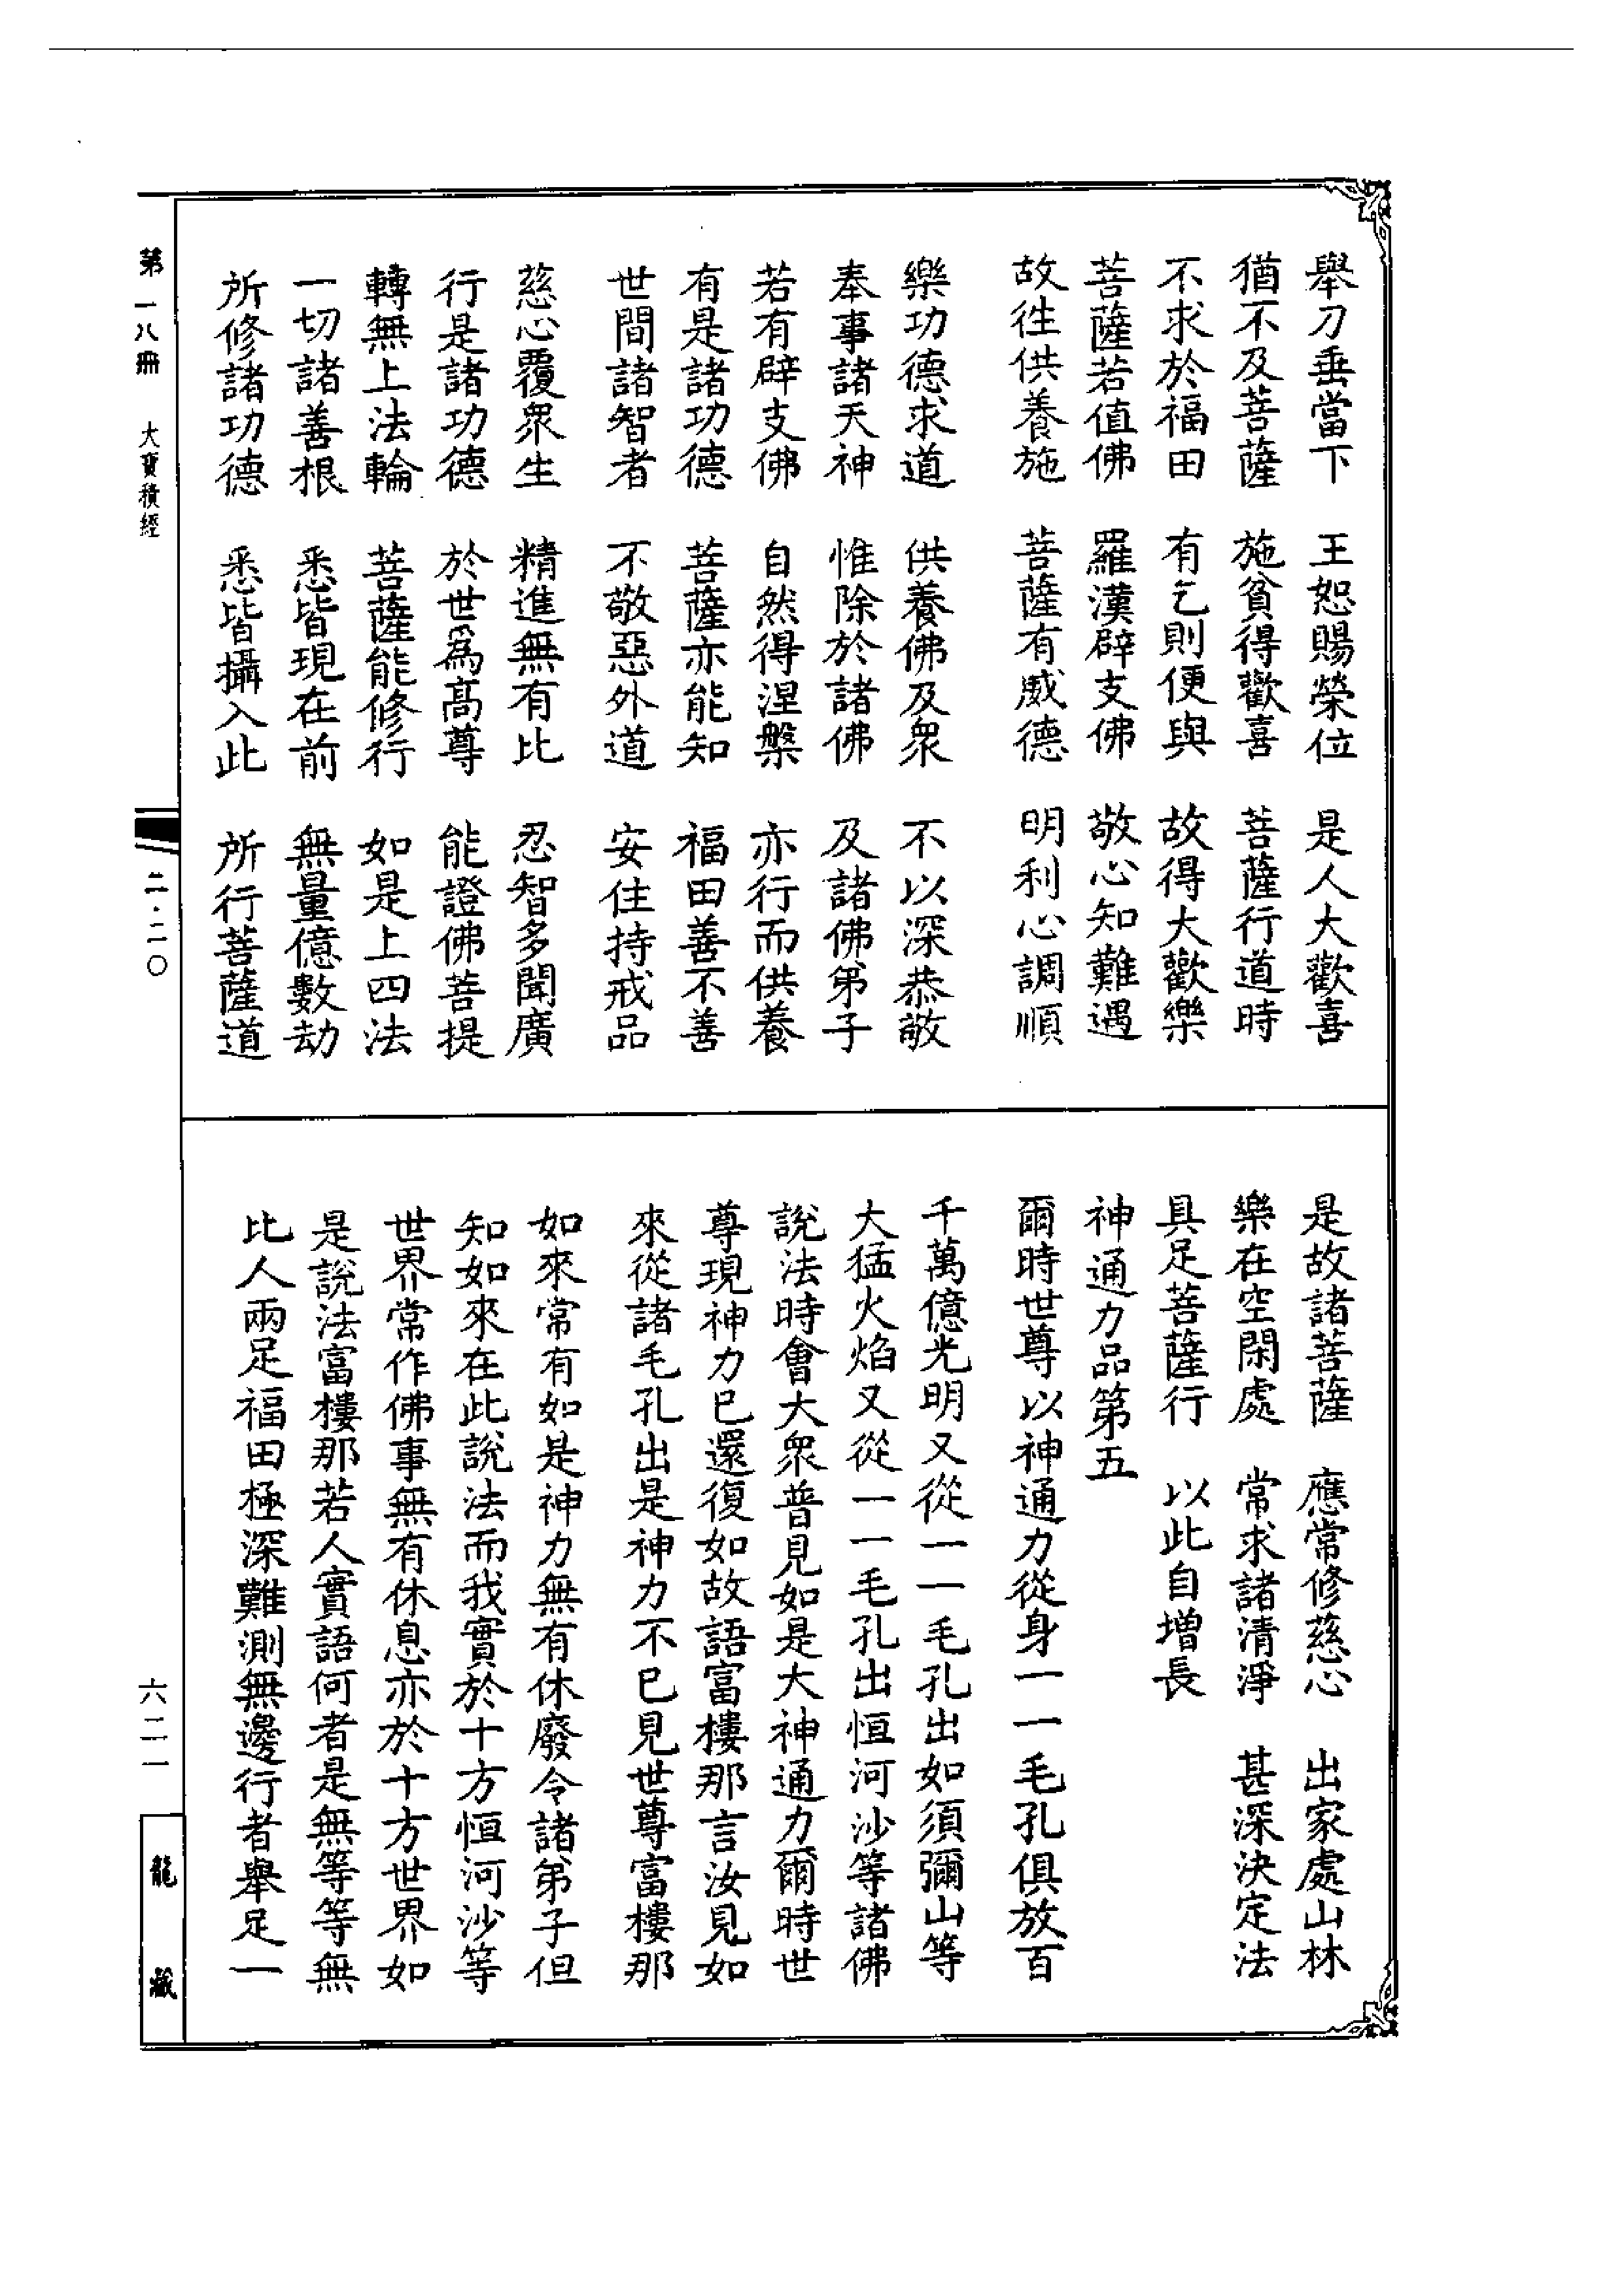 舉刀垂當下　王恕賜榮位　是人大歡喜
猶不及菩薩　施貧得歡喜　菩薩行道時
不求於福田　有乞則便與　故得大歡樂
菩薩若值佛　羅漢辟支佛　敬心知難遇
故徃供養施　菩薩有威德　明利心調順
樂功德求道　供養佛及衆　不以深恭敬
奉事諸天神　惟除於諸佛　及諸佛弟子
若有辟支佛　自然得涅槃　亦行而供養
有是諸功德　菩薩亦能知　福田善不善
世間諸智者　不敬惡外道　安住持戒品
慈心覆衆生　精進無有比　忍智多聞廣
行是諸功德　於世爲高尊　能證佛菩提
轉無上法輪　菩薩能修行　如是上四法
一切諸善根　悉皆現在前　無量億數劫
所修諸功德　悉皆攝入此　所行菩薩道
是故諸菩薩　應常修慈心　出家處山林
樂在空閑處　常求諸清淨　甚深決定法
具足菩薩行　以此自增長
神通力品第五
爾時世尊以神通力從身一一毛孔俱放百
千萬億光明又從一一毛孔出如須彌山等
大猛火焰又從一一毛孔出恒河沙等諸佛
說法時會大衆普見如是大神通力爾時世
尊現神力已還復如故語富樓那言汝見如
來從諸毛孔出是神力不已見世尊富樓那
如來常有如是神力無有休廢令諸弟子但
知如來在此說法而我實於十方恒河沙等
世界常作佛事無有休息亦於十方世界如
是說法富樓那若人實語何者是無等等無
比人兩足福田極深難測無邊行者舉足一
第一八冊　大寶積經　二·二〇　六二一　龍藏